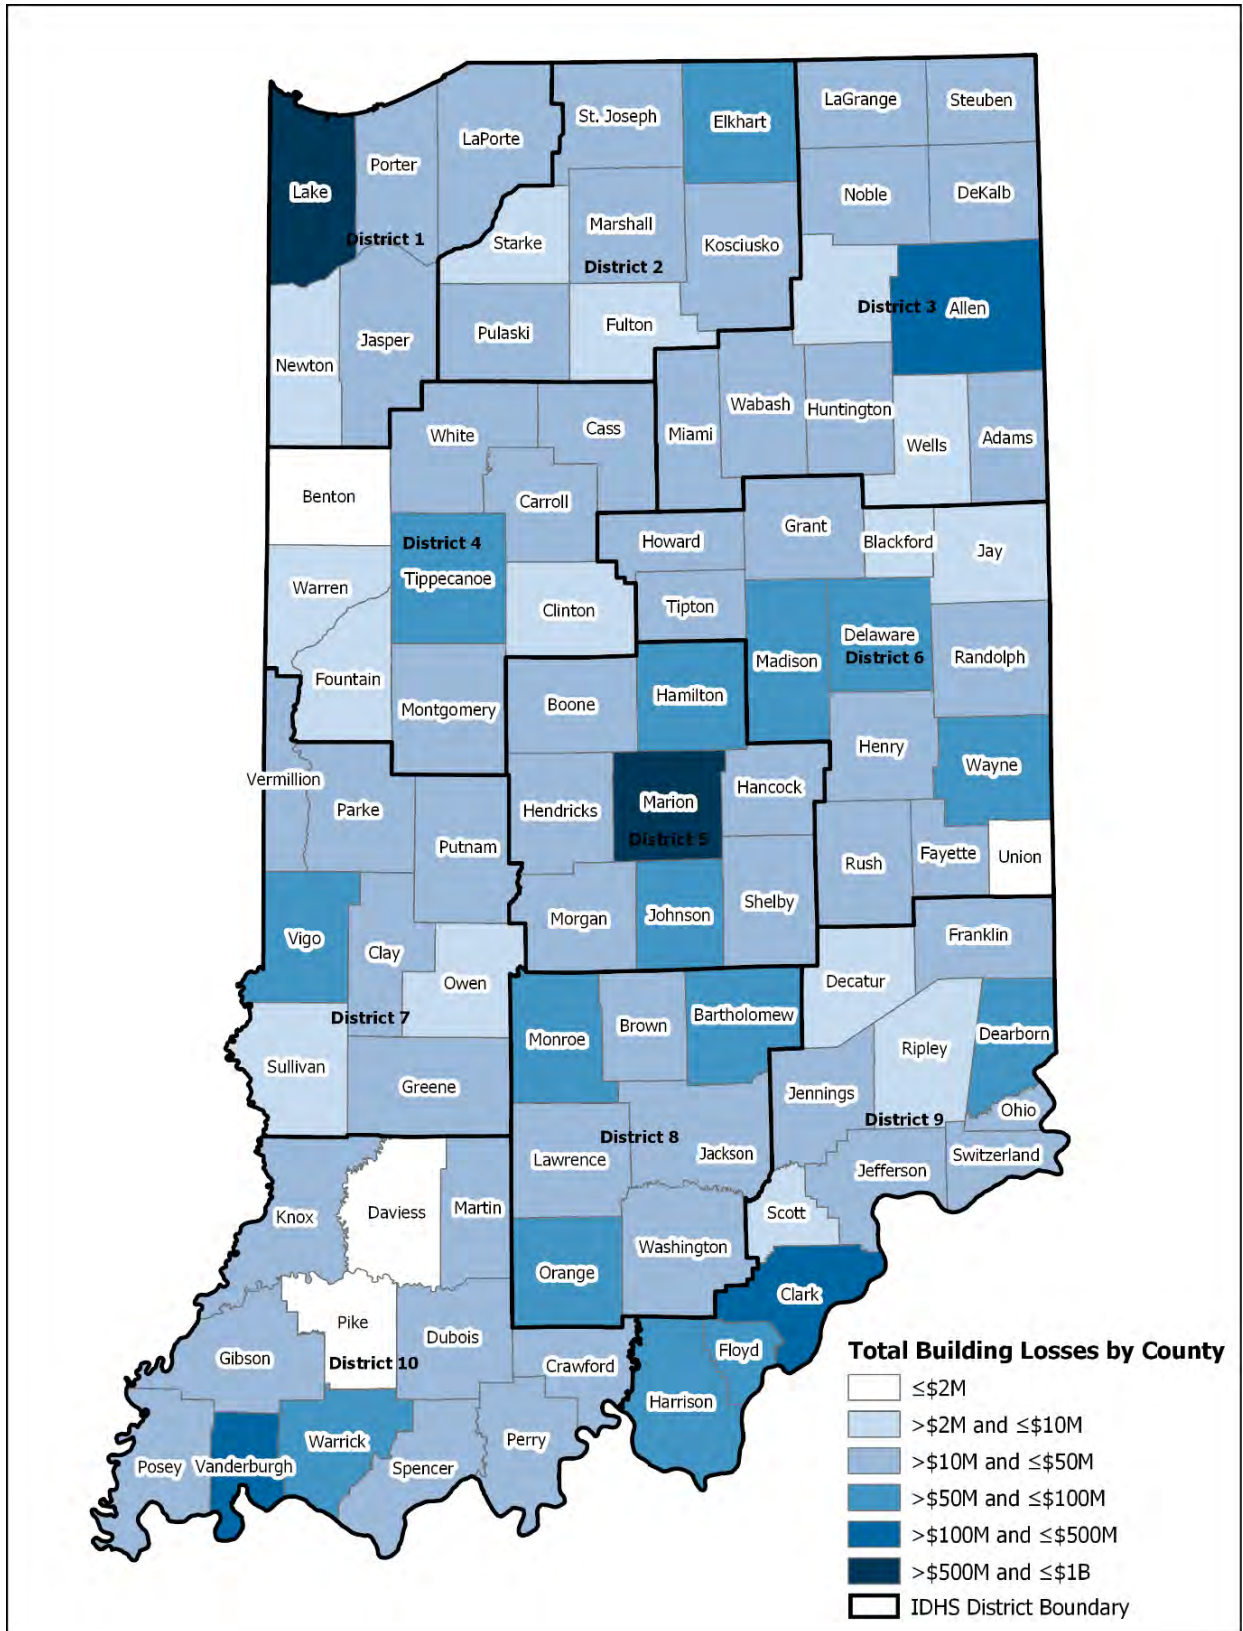 LaGrange
Steuben
St. Joseph
Elkhart
LaPorte
Porter
Lake
Noble
DeKalb
District 1
Starke
Marshall
Kosciusko
District 2
District 3
Allen
Newton
Jasper
Pulaski
Fulton
White
Cass
Miami
Wabash
Huntington
Wells
Adams
Benton
Carroll
Grant
Howard
Blackford
Jay
District 4
Tippecanoe
Warren
Clinton
Tipton
Delaware
District 6
Madison
Randolph
Fountain
Montgomery
Boone
Hamilton
Henry
Wayne
Vermillion
Parke
Putnam
Hendricks
Marion
Hancock
District 5
Rush
Fayette
Union
Vigo
Clay
Morgan
Johnson
Shelby
Franklin
Owen
Decatur
District 7
Monroe
Brown
Bartholomew
Dearborn
Ripley
Sullivan
Greene
Jennings
Ohio
District 9
District 8
Lawrence
Jackson
Switzerland
Jefferson
Knox
Daviess
Martin
Scott
Washington
Orange
Clark
Pike
Dubois
District 10
Gibson
Crawford
Floyd
Harrison
Posey
Vanderburgh
Warrick
Spencer
Perry
Total Building Losses by County
≤$2M
>$2M and ≤$10M
>$10M and ≤$50M
>$50M and ≤$100M
>$100M and ≤$500M
>$500M and ≤$1B
IDHS District Boundary